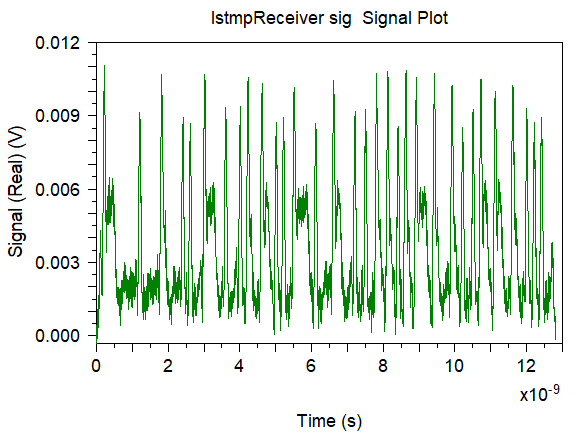 lstmpReceiver sig  Signal Plot
0.012
0.009
0.006
0.003
0.000
Signal (Real) (V)
0 2 4 6 8 10 12
x10-9
Time (s)